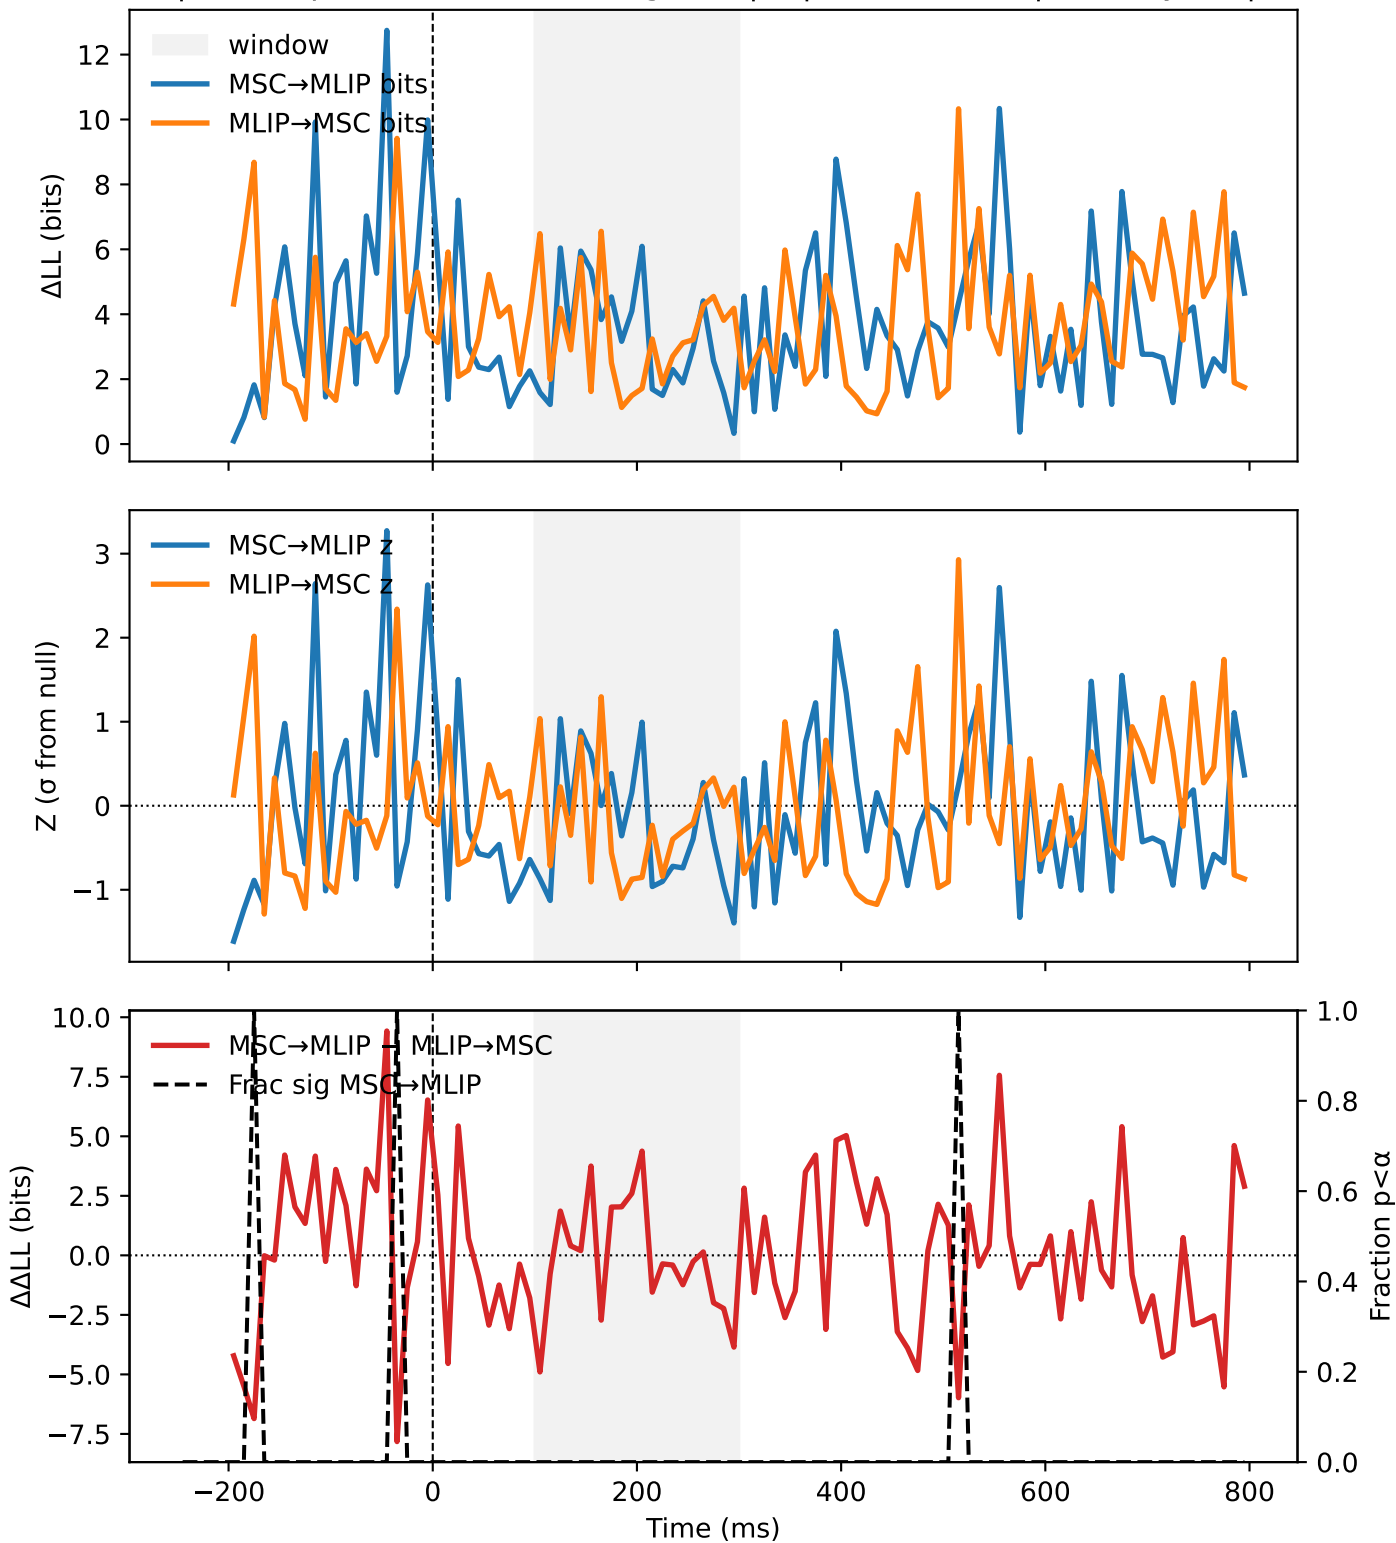 window
MSC→MLIP bits
MLIP→MSC bits
ΔLL (bits)
12
10
8
6
4
2
0
MSC→MLIP z
MLIP→MSC z
Z (σ from null)
3
2
1
0
−1
MSC→MLIP − MLIP→MSC
Frac sig MSC→MLIP
ΔΔLL (bits)
10.0
7.5
5.0
2.5
0.0
−2.5
−5.0
−7.5
1.0
0.8
0.6
0.4
0.2
0.0
Fraction p<α
−200 0 200 400 600 800
Time (ms)